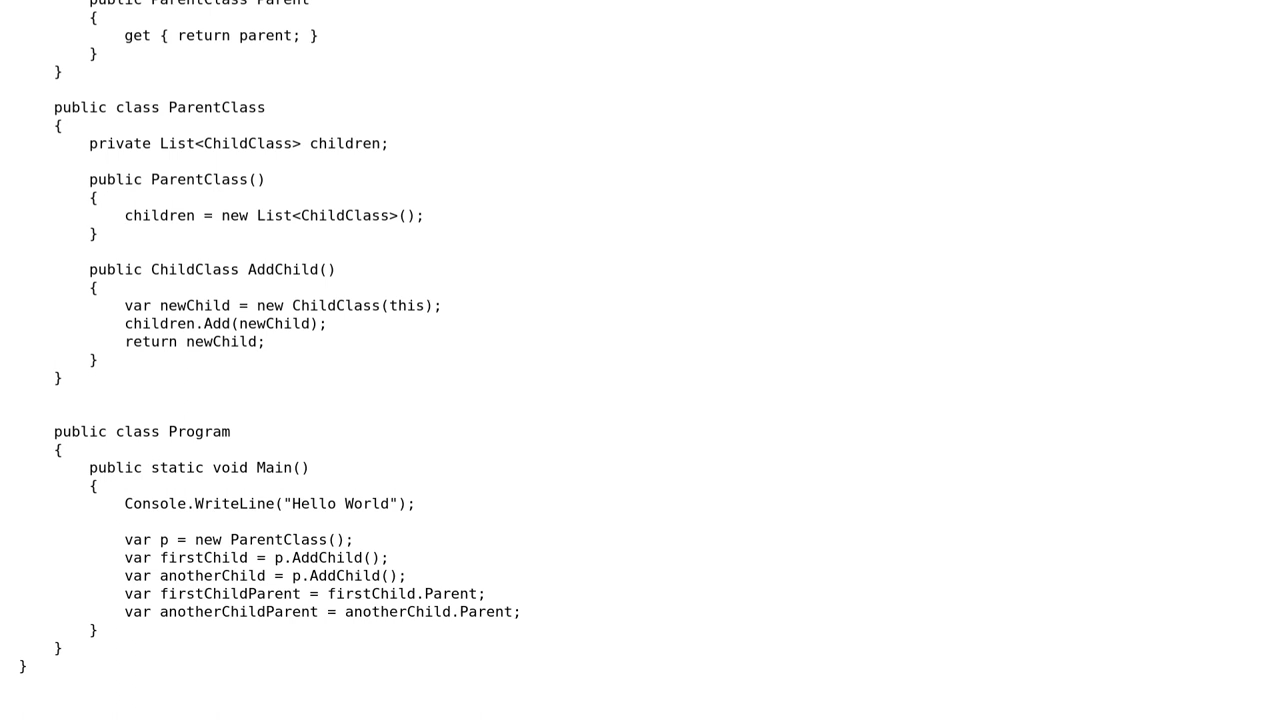 public ParentClass Parent
{
get { return parent; }
}
}
public class ParentClass
{
private List<ChildClass> children;
public ParentClass()
{
children = new List<ChildClass>();
}
public ChildClass AddChild()
{
var newChild = new ChildClass(this);
children.Add(newChild);
return newChild;
}
}
public class Program
{
public static void Main()
{
Console.WriteLine("Hello World");
var p = new ParentClass();
var firstChild = p.AddChild();
var anotherChild = p.AddChild();
var firstChildParent = firstChild.Parent;
var anotherChildParent = anotherChild.Parent;
}
}
}